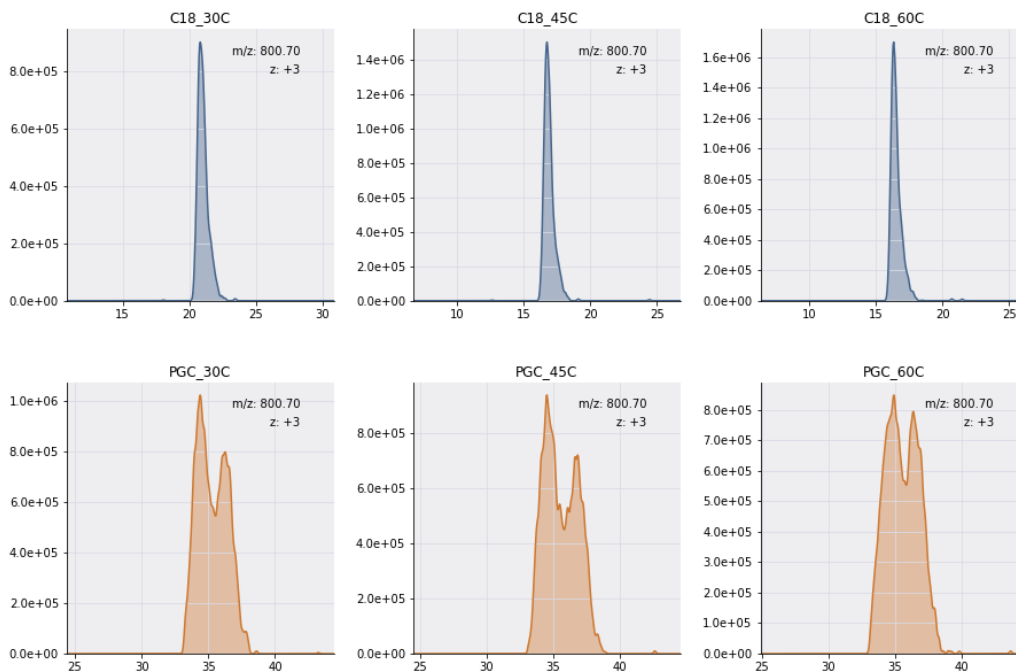 C18_30C
C18_45C
C18_60C
m/z: 800.70
z: +3
8.0e+05
6.0e+05
4.0e+05
2.0e+05
0.0e+00
15
20
25
30
m/z: 800.70
z: +3
1.4e+06
1.2e+06
1.0e+06
8.0e+05
6.0e+05
4.0e+05
2.0e+05
0.0e+00
10
15
20
25
m/z: 800.70
z: +3
1.6e+06
1.4e+06
1.2e+06
1.0e+06
8.0e+05
6.0e+05
4.0e+05
2.0e+05
0.0e+00
10
15
20
25
PGC_30C
PGC_45C
PGC_60C
m/z: 800.70
z: +3
1.0e+06
8.0e+05
6.0e+05
4.0e+05
2.0e+05
0.0e+00
25
30
35
40
m/z: 800.70
z: +3
8.0e+05
6.0e+05
4.0e+05
2.0e+05
0.0e+00
25
30
35
40
m/z: 800.70
z: +3
8.0e+05
7.0e+05
6.0e+05
5.0e+05
4.0e+05
3.0e+05
2.0e+05
1.0e+05
0.0e+00
25
30
35
40